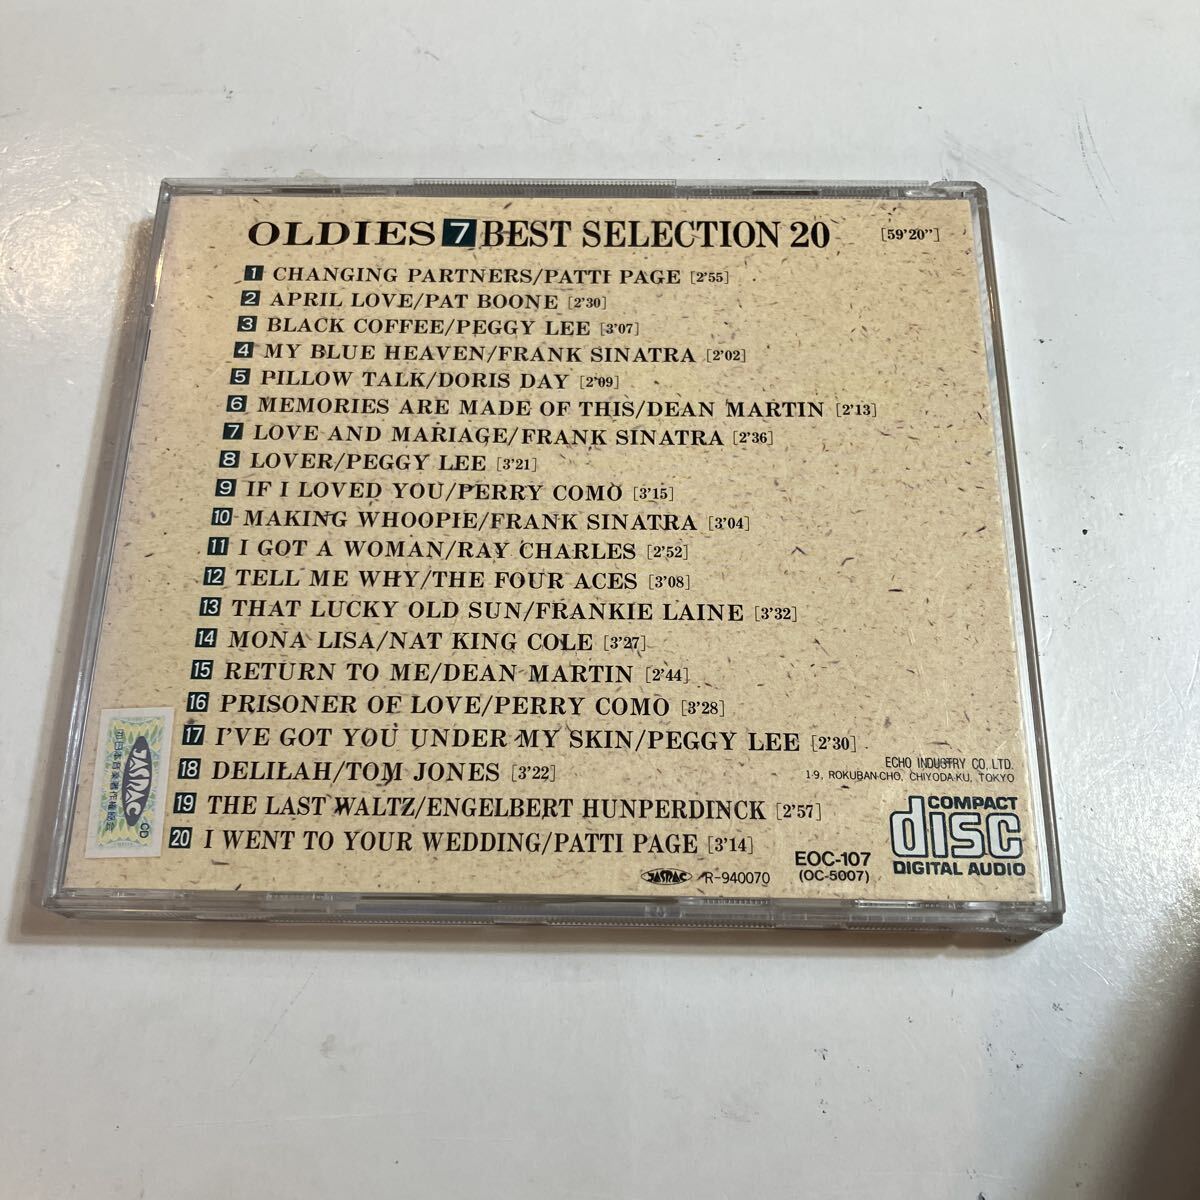 OLDIES 7 BEST SELECTION 20 [59'20"]
1 CHANGING PARTNERS/PATTI PAGE [2'55]
2 APRIL LOVE/PAT BOONE [2'30]
3 BLACK COFFEE/PEGGY LEE [3'07]
4 MY BLUE HEAVEN/FRANK SINATRA [2'02]
5 PILLOW TALK/DORIS DAY [2'09]
6 MEMORIES ARE MADE OF THIS/DEAN MARTIN [2'13]
7 LOVE AND MARIAGE/FRANK SINATRA [2'36]
8 LOVER/PEGGY LEE [3'21]
9 IF I LOVED YOU/PERRY COMO [3'15]
10 MAKING WHOOPIE/FRANK SINATRA [3'04]
11 I GOT A WOMAN/RAY CHARLES [2'52]
12 TELL ME WHY/THE FOUR ACES [3'08]
13 THAT LUCKY OLD SUN/FRANKIE LAINE [3'32]
14 MONA LISA/NAT KING COLE [3'27]
15 RETURN TO ME/DEAN MARTIN [2'44]
16 PRISONER OF LOVE/PERRY COMO [3'28]
17 I'VE GOT YOU UNDER MY SKIN/PEGGY LEE [2'30]
18 DELILAH/TOM JONES [3'22]
19 THE LAST WALTZ/ENGELBERT HUNPERDINCK [2'57]
20 I WENT TO YOUR WEDDING/PATTI PAGE [3'14]
ECHO INDUSTRY CO., LTD.
1-9, ROKUBAN-CHO, CHIYODA-KU, TOKYO
COMPACT
disc
DIGITAL AUDIO
EOC-107
(OC-5007)
JASRAC R-940070
JASRAC
CD